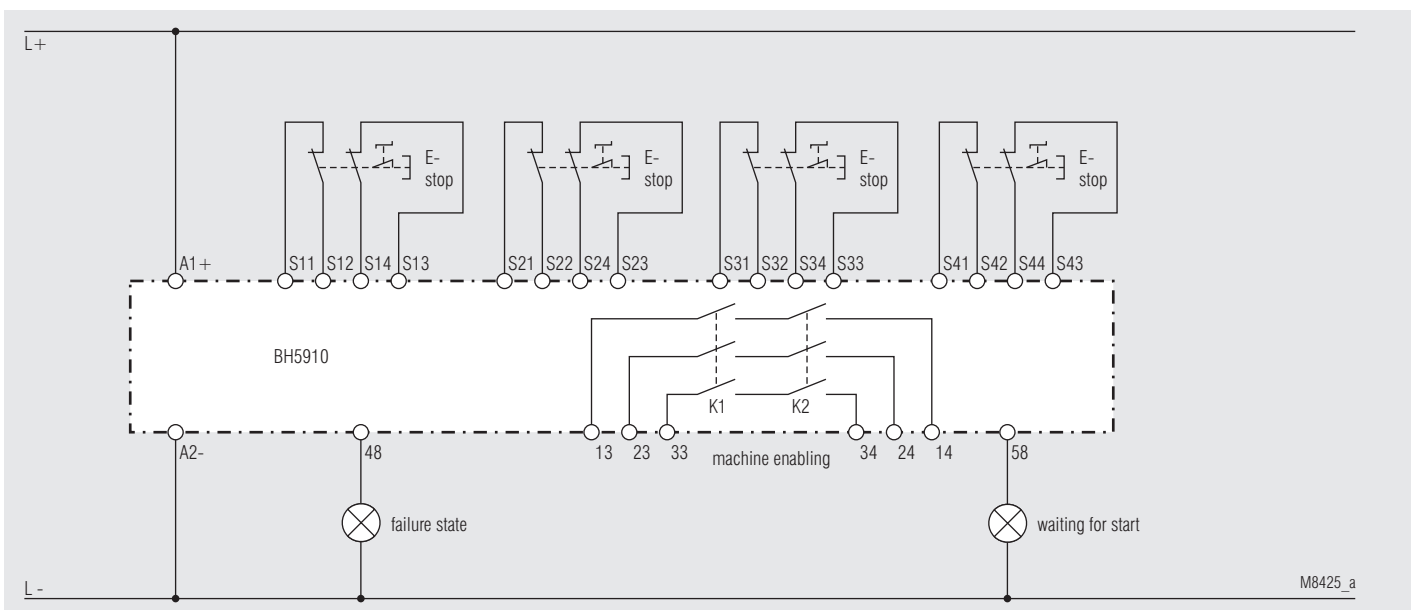 L+
E-
stop
E-
stop
E-
stop
E-
stop
A1+ S11 S12 S14 S13 S21 S22 S24 S23 S31 S32 S34 S33 S41 S42 S44 S43
BH5910
K1 K2
A2- 48 13 23 33 machine enabling 34 24 14 58
failure state
waiting for start
L -
M8425_a